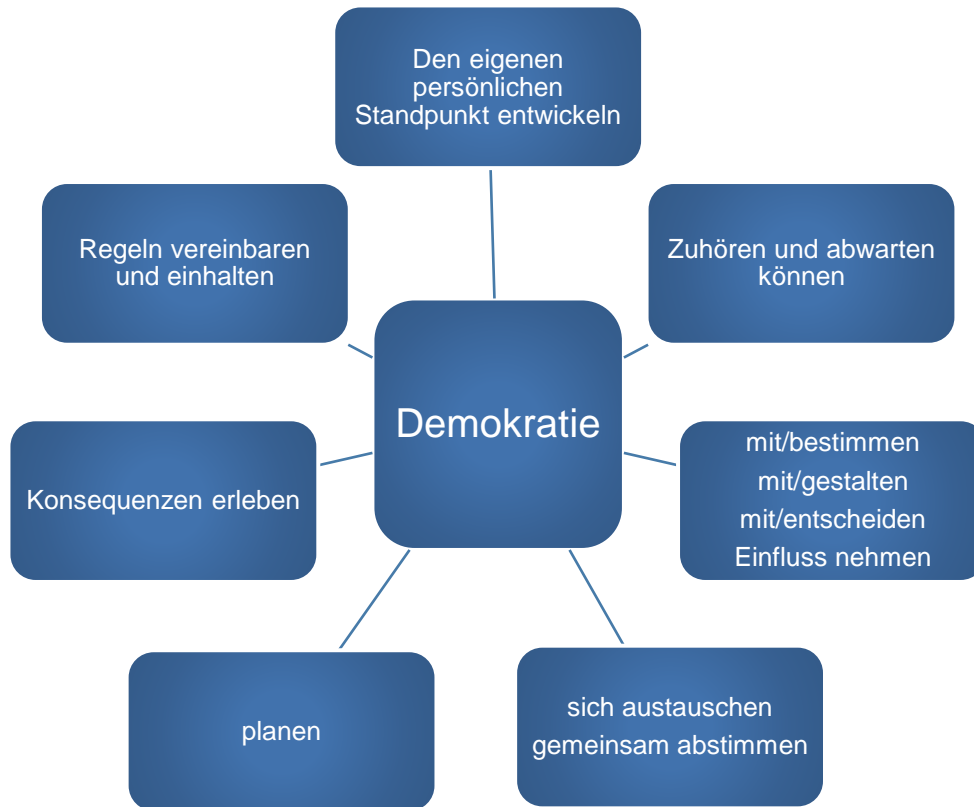 Den eigenen
persönlichen
Standpunkt entwickeln
Regeln vereinbaren
und einhalten
Zuhören und abwarten
können
Demokratie
Konsequenzen erleben
mit/bestimmen
mit/gestalten
mit/entscheiden
Einfluss nehmen
planen
sich austauschen
gemeinsam abstimmen